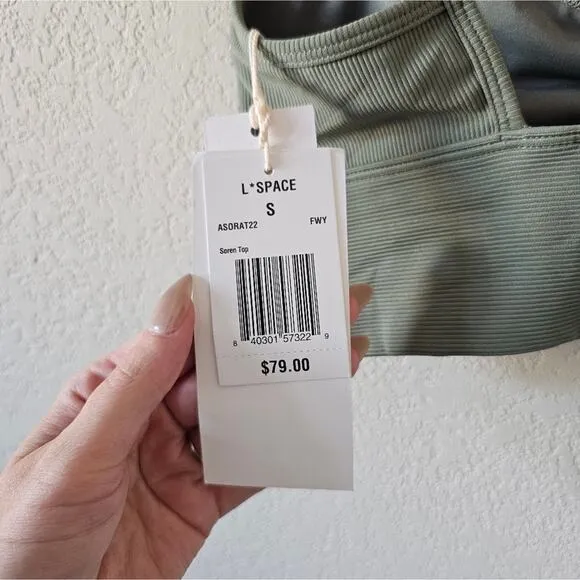 L*SPACE
S
ASORAT22 FWY
Soren Top
8 40301 57322 9
$79.00